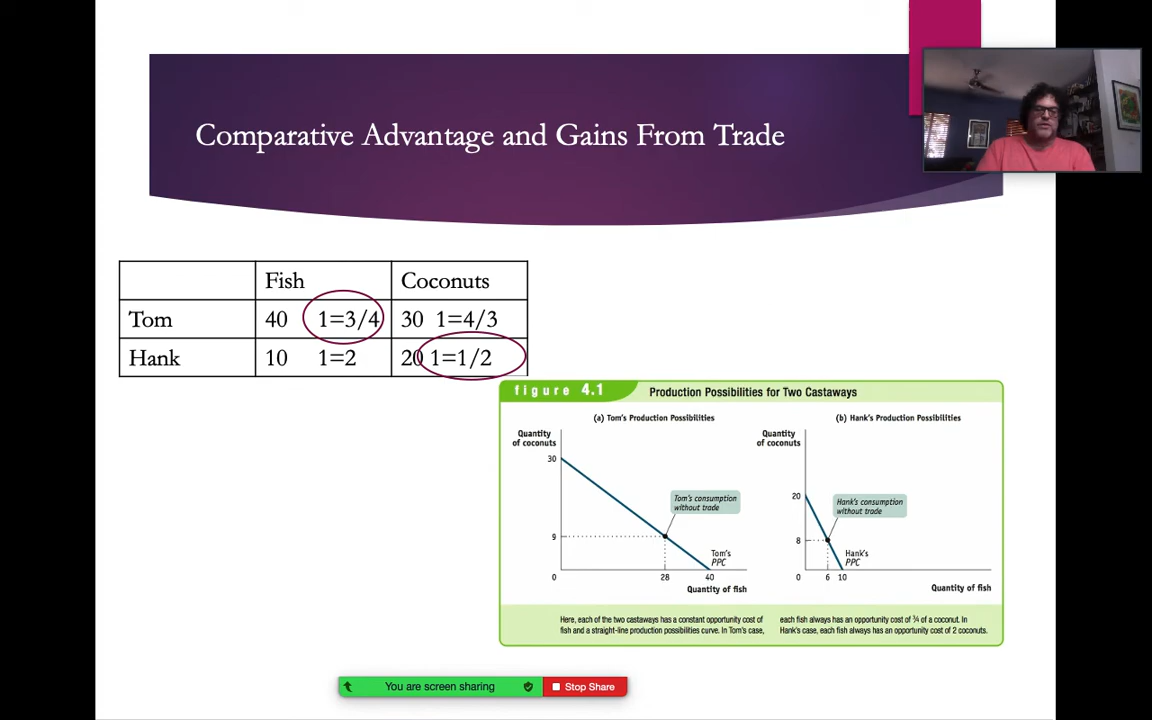 Comparative Advantage and Gains From Trade
Fish Coconuts
Tom 40 1=3/4 30 1=4/3
Hank 10 1=2 20 1=1/2
figure 4.1 Production Possibilities for Two Castaways
(a) Tom's Production Possibilities
Quantity
of coconuts
30
9
0
28
40
Tom's consumption
without trade
Tom's
PPC
Quantity of fish
(b) Hank's Production Possibilities
Quantity
of coconuts
20
8
0
6
10
Hank's consumption
without trade
Hank's
PPC
Quantity of fish
Here, each of the two castaways has a constant opportunity cost of
fish and a straight-line production possibilities curve. In Tom's case,
each fish always has an opportunity cost of ¾ of a coconut. In
Hank's case, each fish always has an opportunity cost of 2 coconuts.
You are screen sharing
Stop Share